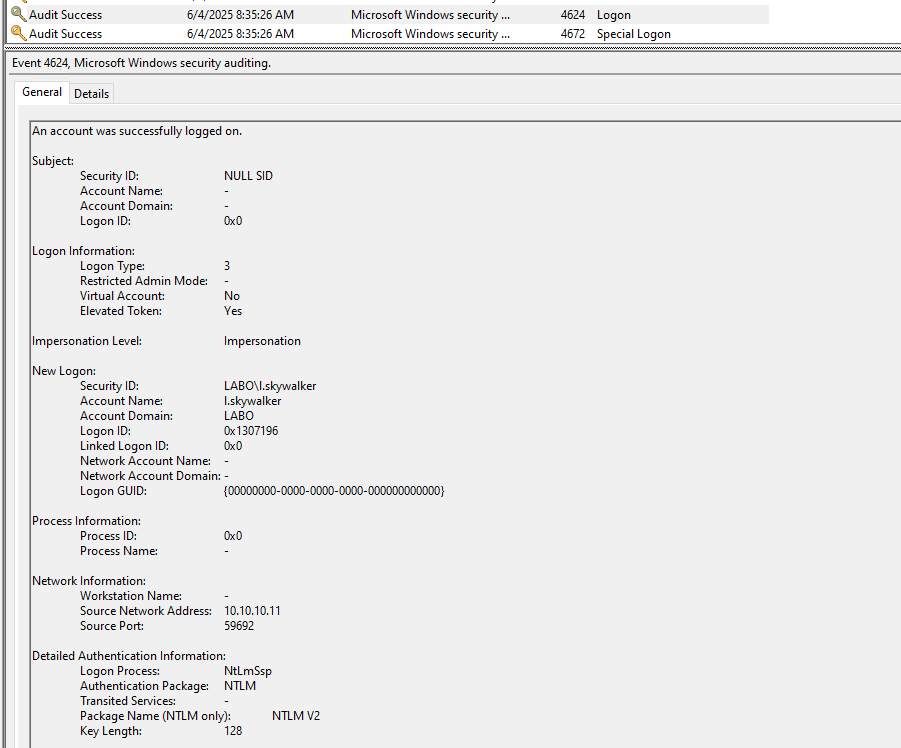 Audit Success 6/4/2025 8:35:26 AM Microsoft Windows security ... 4624 Logon
Audit Success 6/4/2025 8:35:26 AM Microsoft Windows security ... 4672 Special Logon
Event 4624, Microsoft Windows security auditing.
General Details
An account was successfully logged on.
Subject:
Security ID: NULL SID
Account Name: -
Account Domain: -
Logon ID: 0x0
Logon Information:
Logon Type: 3
Restricted Admin Mode: -
Virtual Account: No
Elevated Token: Yes
Impersonation Level: Impersonation
New Logon:
Security ID: LABO\l.skywalker
Account Name: l.skywalker
Account Domain: LABO
Logon ID: 0x1307196
Linked Logon ID: 0x0
Network Account Name: -
Network Account Domain: -
Logon GUID: {00000000-0000-0000-0000-000000000000}
Process Information:
Process ID: 0x0
Process Name: -
Network Information:
Workstation Name: -
Source Network Address: 10.10.10.11
Source Port: 59692
Detailed Authentication Information:
Logon Process: NtLmSsp
Authentication Package: NTLM
Transited Services: -
Package Name (NTLM only): NTLM V2
Key Length: 128